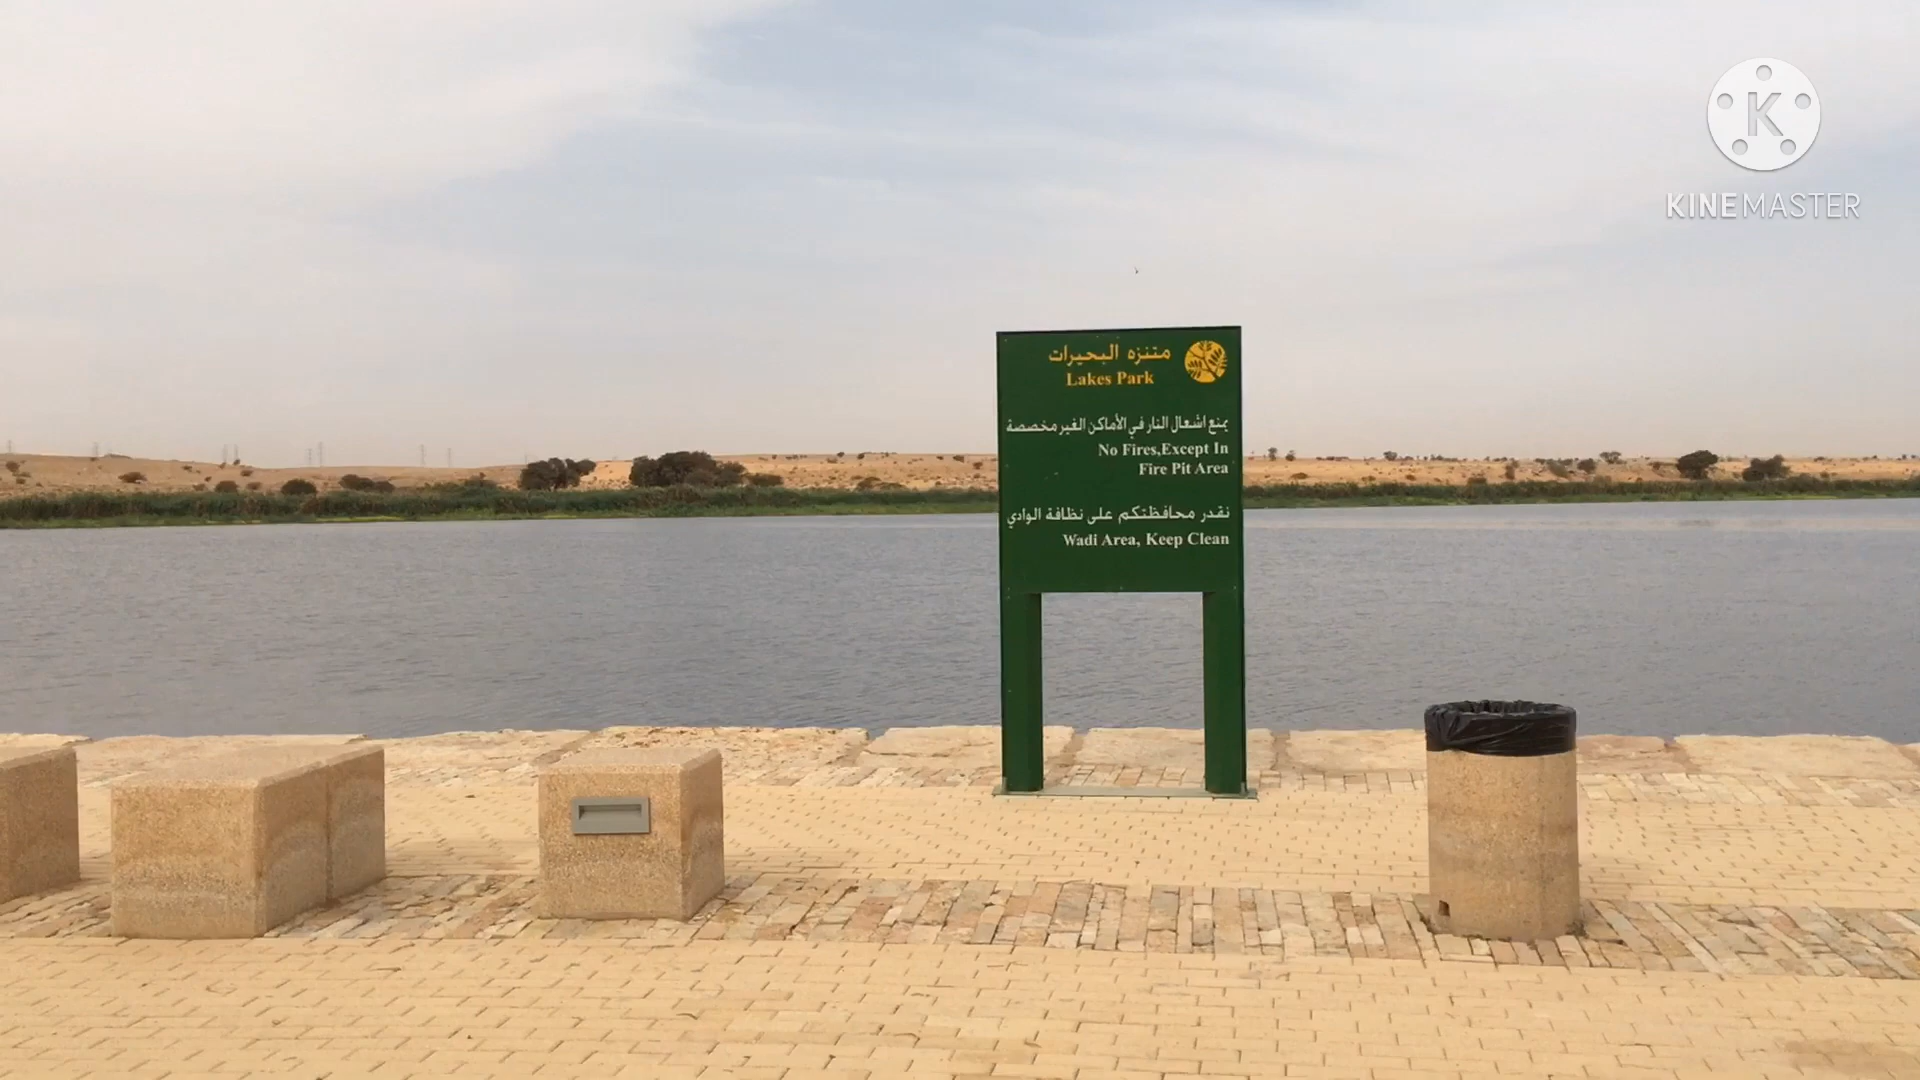 K
KINEMASTER
متنزه البحيرات
Lakes Park
يمنع اشعال النار في الأماكن الغير مخصصة
No Fires,Except In
Fire Pit Area
نقدر محافظتكم على نظافة الوادي
Wadi Area, Keep Clean